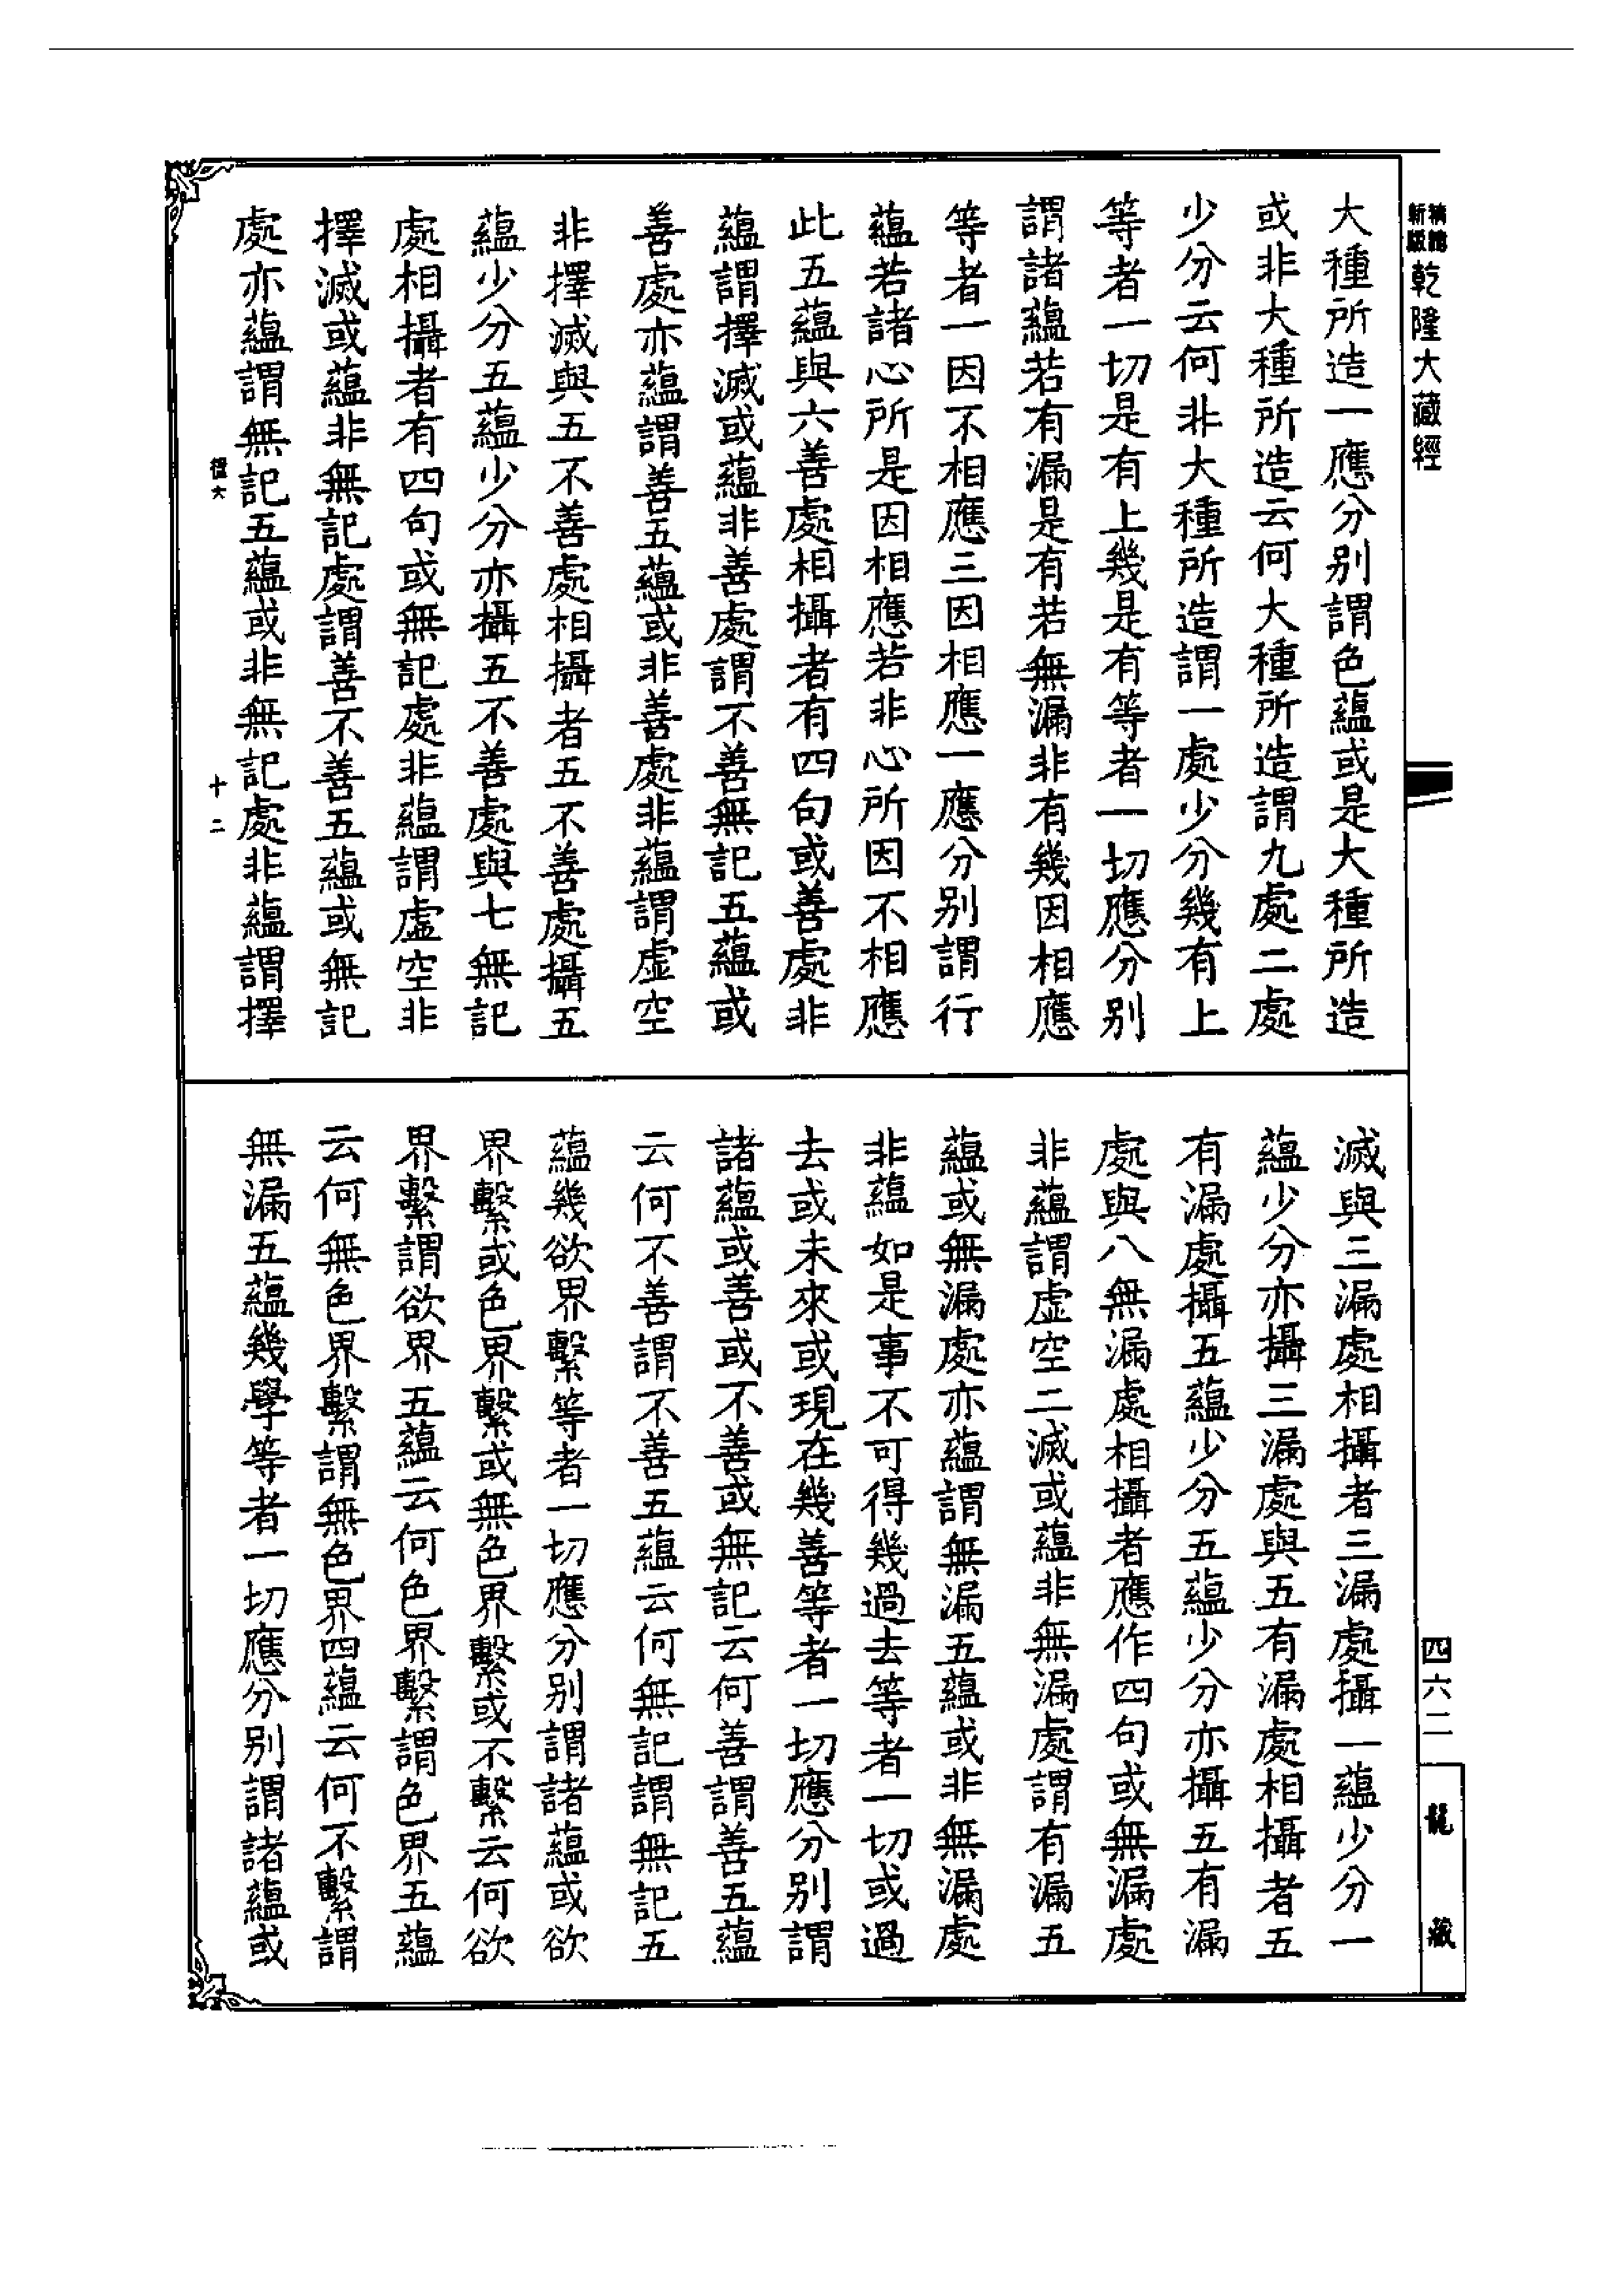 精譯
新版 乾隆大藏經
大種所造一應分別謂色蘊或是大種所造
或非大種所造云何大種所造謂九處二處
少分云何非大種所造謂一處少分幾有上
等者一切是有上幾是有等者一切應分別
謂諸蘊若有漏是有若無漏非有幾因相應
等者一因不相應三因相應一應分別謂行
蘊若諸心所是因相應若非心所因不相應
此五蘊與六善處相攝者有四句或善處非
蘊謂擇滅或蘊非善處謂不善無記五蘊或
善處亦蘊謂善五蘊或非善處非蘊謂虛空
非擇滅與五不善處相攝者五不善處攝五
蘊少分五蘊少分亦攝五不善處與七無記
處相攝者有四句或無記處非蘊謂虛空非
擇滅或蘊非無記處謂善不善五蘊或無記
處亦蘊謂無記五蘊或非無記處非蘊謂擇
十二
滅與三漏處相攝者三漏處攝一蘊少分一
蘊少分亦攝三漏處與五有漏處相攝者五
有漏處攝五蘊少分五蘊少分亦攝五有漏
處與八無漏處相攝者應作四句或無漏處
非蘊謂虛空二滅或蘊非無漏處謂有漏五
蘊或無漏處亦蘊謂無漏五蘊或非無漏處
非蘊如是事不可得幾過去等者一切或過
去或未來或現在幾善等者一切應分別謂
諸蘊或善或不善或無記云何善謂善五蘊
云何不善謂不善五蘊云何無記謂無記五
蘊幾欲界繫等者一切應分別謂諸蘊或欲
界繫或色界繫或無色界繫或不繫云何欲
界繫謂欲界五蘊云何色界繫謂色界五蘊
云何無色界繫謂無色界四蘊云何不繫謂
無漏五蘊幾學等者一切應分別謂諸蘊或
四六二
龍藏